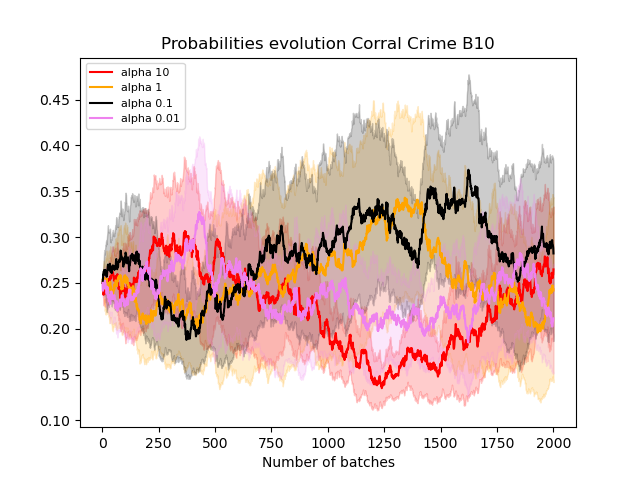 Probabilities evolution Corral Crime B10
alpha 10
alpha 1
alpha 0.1
alpha 0.01
0.45
0.40
0.35
0.30
0.25
0.20
0.15
0.10
0 250 500 750 1000 1250 1500 1750 2000
Number of batches